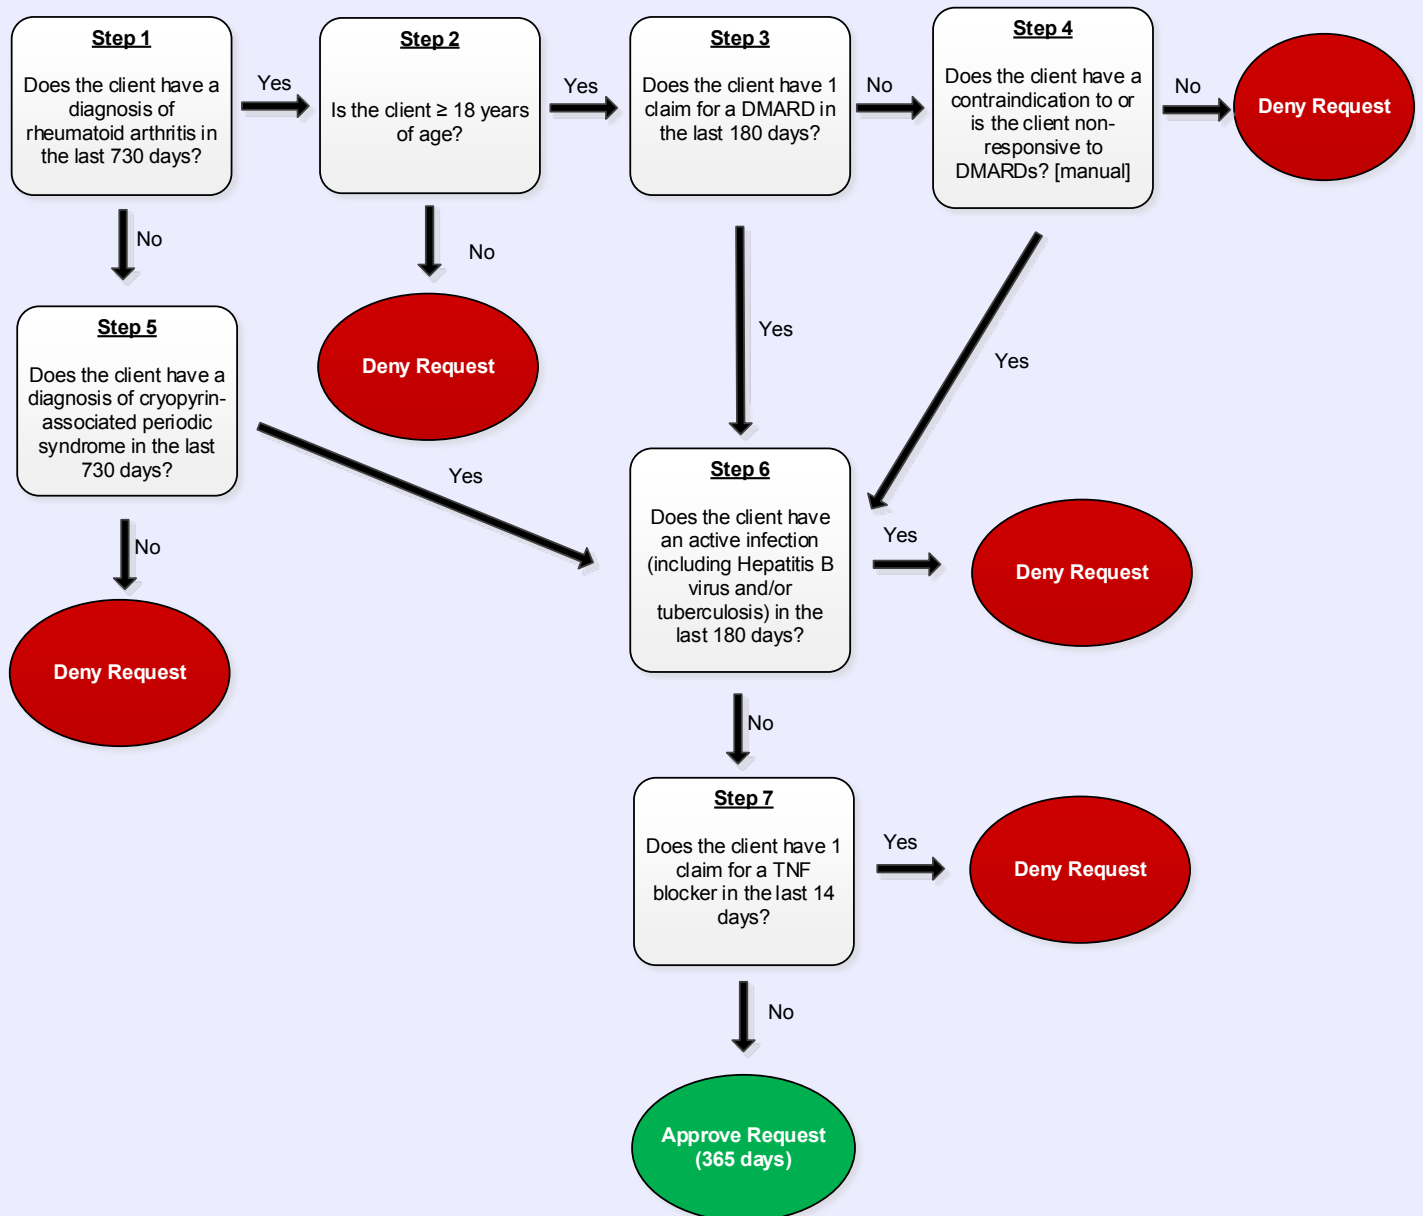 Step 1
Does the client have a
diagnosis of
rheumatoid arthritis in
the last 730 days?
Yes
Step 2
Is the client ≥ 18 years
of age?
Yes
Step 3
Does the client have 1
claim for a DMARD in
the last 180 days?
No
Step 4
Does the client have a
contraindication to or
is the client non-
responsive to
DMARDs? [manual]
No
Deny Request
No
No
Yes
Yes
Step 5
Does the client have a
diagnosis of cryopyrin-
associated periodic
syndrome in the last
730 days?
Deny Request
Yes
No
Deny Request
Step 6
Does the client have
an active infection
(including Hepatitis B
virus and/or
tuberculosis) in the
last 180 days?
Yes
Deny Request
No
Step 7
Does the client have 1
claim for a TNF
blocker in the last 14
days?
Yes
Deny Request
No
Approve Request
(365 days)